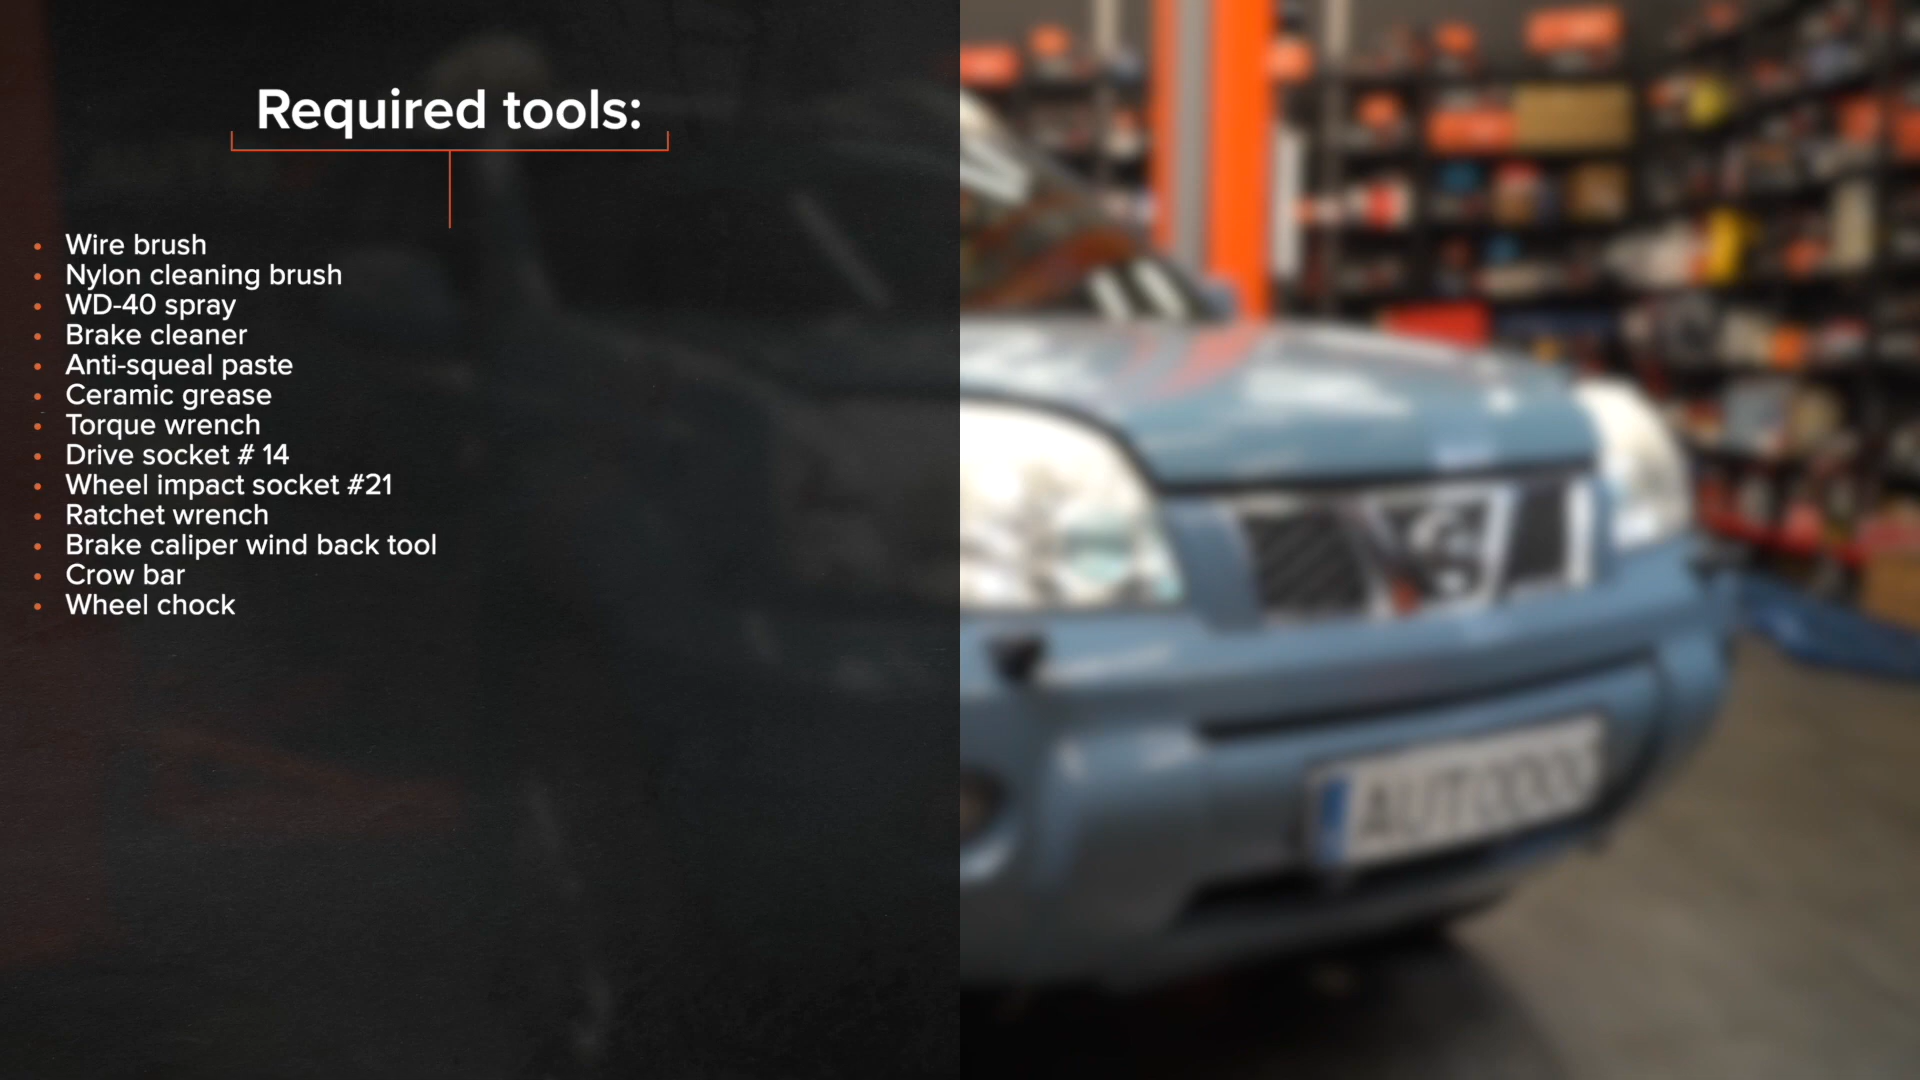 Required tools:
Wire brush
Nylon cleaning brush
WD-40 spray
Brake cleaner
Anti-squeal paste
Ceramic grease
Torque wrench
Drive socket # 14
Wheel impact socket #21
Ratchet wrench
Brake caliper wind back tool
Crow bar
Wheel chock